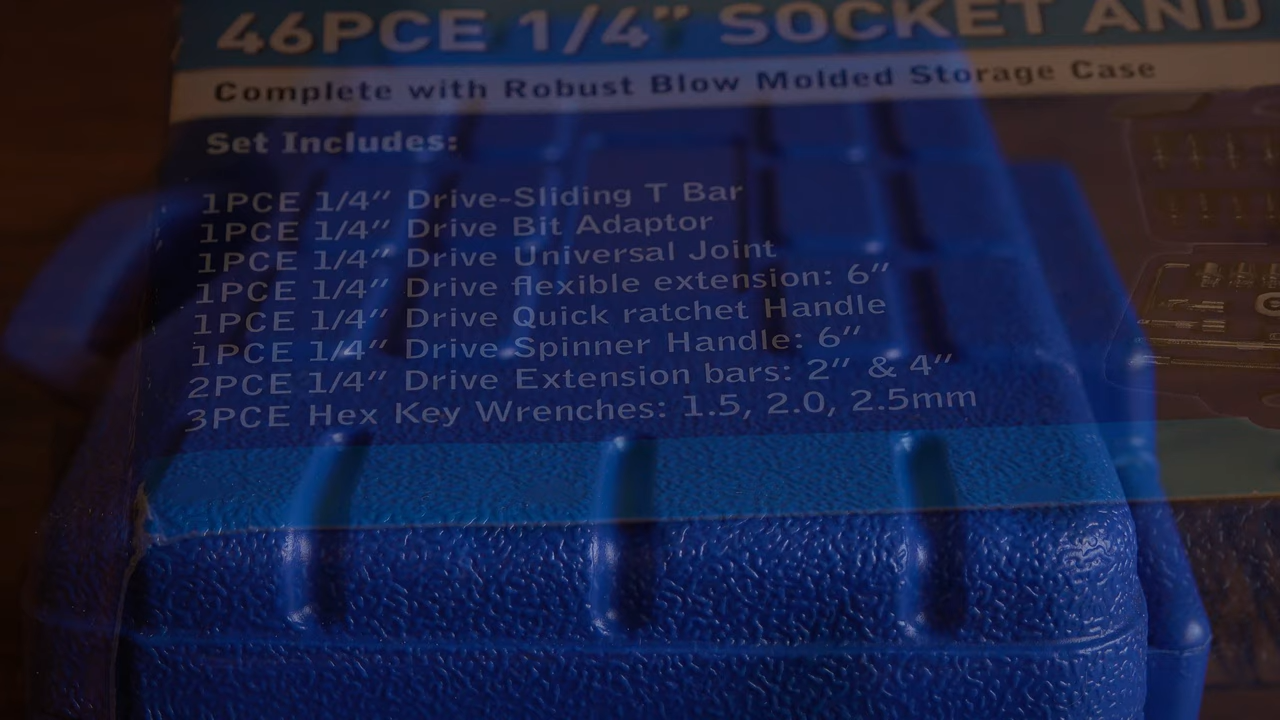 46PCE 1/4” SOCKET AND
Complete with Robust Blow Molded Storage Case
Set Includes:
1PCE 1/4” Drive-Sliding T Bar
1PCE 1/4” Drive Bit Adaptor
1PCE 1/4” Drive Universal Joint
1PCE 1/4” Drive flexible extension: 6”
1PCE 1/4” Drive Quick ratchet Handle
1PCE 1/4” Drive Spinner Handle: 6”
2PCE 1/4” Drive Extension bars: 2” & 4”
3PCE Hex Key Wrenches: 1.5, 2.0, 2.5mm